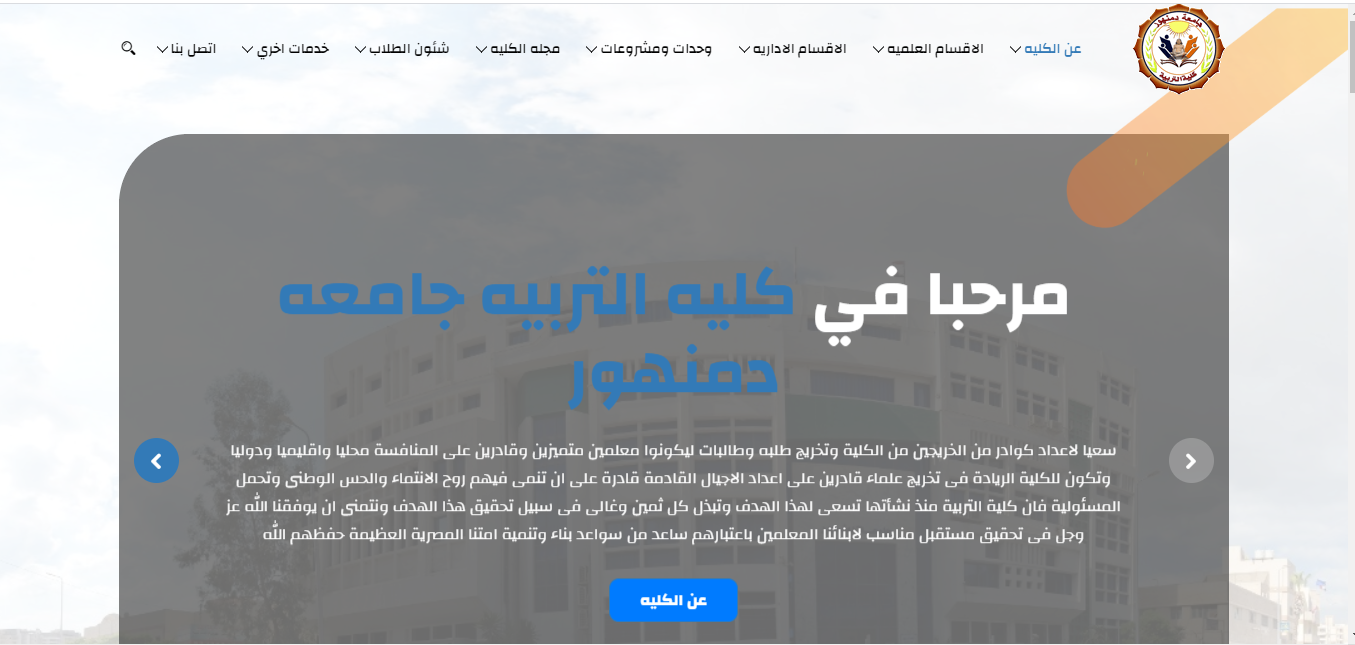 جامعة دمنهور
كلية التربية
عن الكليه
الاقسام العلميه
الاقسام الاداريه
وحدات ومشروعات
مجله الكليه
شئون الطلاب
خدمات اخري
اتصل بنا
مرحبا في كليه التربيه جامعه
دمنهور
سعيا لاعداد كوادر من الخريجين من الكلية وتخريج طلبه وطالبات ليكونوا معلمين متميزين وقادرين على المنافسة محليا واقليميا ودوليا
وتكون للكلية الريادة فى تخريج علماء قادرين على اعداد الاجيال القادمة قادرة على ان تنمى فيهم روح الانتماء والحس الوطنى وتحمل
المسئولية فان كلية التربية منذ نشأتها تسعى لهذا الهدف وتبذل كل ثمين وغالى فى سبيل تحقيق هذا الهدف ونتمنى ان يوفقنا الله عز
وجل فى تحقيق مستقبل مناسب لابنائنا المعلمين باعتبارهم ساعد من سواعد بناء وتنمية امتنا المصرية العظيمة حفظهم الله
عن الكليه